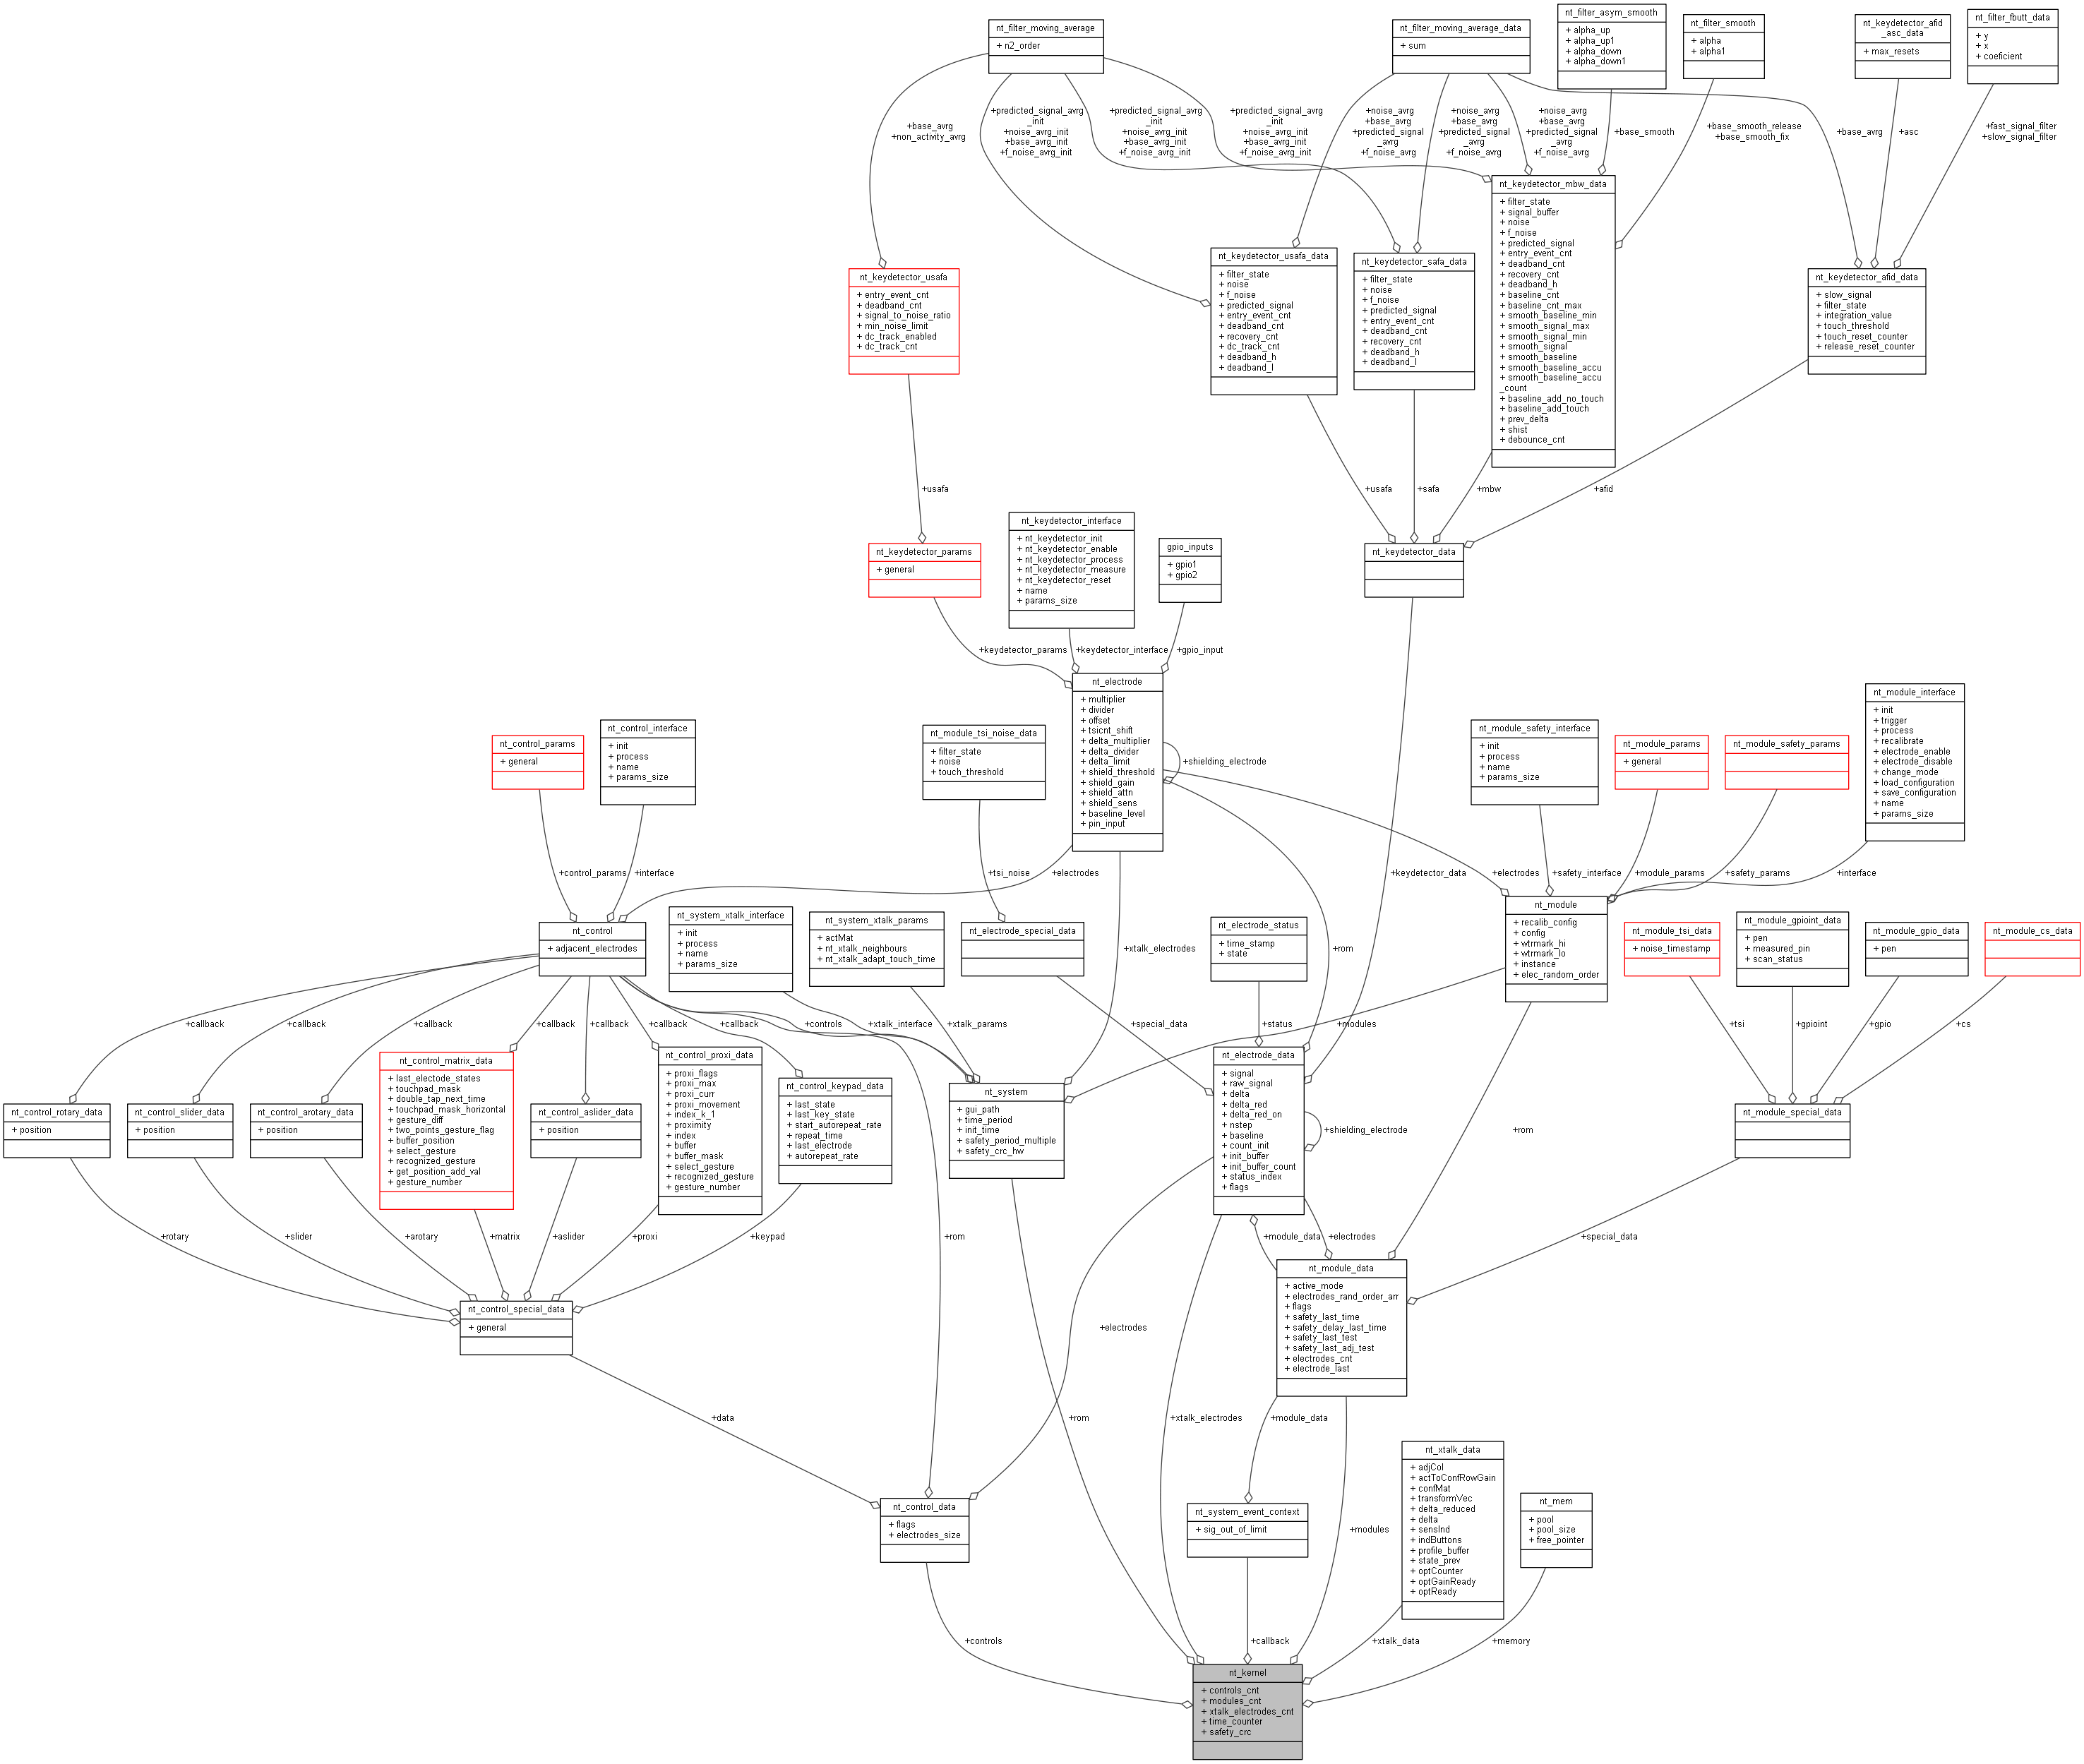 nt_filter_moving_average
+ n2_order
nt_filter_moving_average_data
+ sum
nt_filter_asym_smooth
+ alpha_up
+ alpha_up1
+ alpha_down
+ alpha_down1
nt_filter_smooth
+ alpha
+ alpha1
nt_keydetector_afid
_asc_data
+ max_resets
nt_filter_fbutt_data
+ y
+ x
+ coeficient
+base_avrg
+non_activity_avrg
+predicted_signal_avrg
_init
+noise_avrg_init
+base_avrg_init
+f_noise_avrg_init
+predicted_signal_avrg
_init
+noise_avrg_init
+base_avrg_init
+f_noise_avrg_init
+predicted_signal_avrg
_init
+noise_avrg_init
+base_avrg_init
+f_noise_avrg_init
+noise_avrg
+base_avrg
+predicted_signal
_avrg
+f_noise_avrg
+noise_avrg
+base_avrg
+predicted_signal
_avrg
+f_noise_avrg
+noise_avrg
+base_avrg
+predicted_signal
_avrg
+f_noise_avrg
+base_smooth
+base_smooth_release
+base_smooth_fix
+base_avrg
+asc
+fast_signal_filter
+slow_signal_filter
nt_keydetector_usafa
+ entry_event_cnt
+ deadband_cnt
+ signal_to_noise_ratio
+ min_noise_limit
+ dc_track_enabled
+ dc_track_cnt
nt_keydetector_usafa_data
+ filter_state
+ noise
+ f_noise
+ predicted_signal
+ entry_event_cnt
+ deadband_cnt
+ recovery_cnt
+ dc_track_cnt
+ deadband_h
+ deadband_l
nt_keydetector_safa_data
+ filter_state
+ noise
+ f_noise
+ predicted_signal
+ entry_event_cnt
+ deadband_cnt
+ recovery_cnt
+ deadband_h
+ deadband_l
nt_keydetector_mbw_data
+ filter_state
+ signal_buffer
+ noise
+ f_noise
+ predicted_signal
+ entry_event_cnt
+ deadband_cnt
+ recovery_cnt
+ deadband_h
+ baseline_cnt
+ baseline_cnt_max
+ smooth_baseline_min
+ smooth_signal_max
+ smooth_signal_min
+ smooth_signal
+ smooth_baseline
+ smooth_baseline_accu
+ smooth_baseline_accu
_count
+ baseline_add_no_touch
+ baseline_add_touch
+ prev_delta
+ shist
+ debounce_cnt
nt_keydetector_afid_data
+ slow_signal
+ filter_state
+ integration_value
+ touch_threshold
+ touch_reset_counter
+ release_reset_counter
+usafa
+usafa
+safa
+mbw
+afid
nt_keydetector_params
+ general
nt_keydetector_interface
+ nt_keydetector_init
+ nt_keydetector_enable
+ nt_keydetector_process
+ nt_keydetector_measure
+ nt_keydetector_reset
+ name
+ params_size
gpio_inputs
+ gpio1
+ gpio2
nt_keydetector_data
+keydetector_params
+keydetector_interface
+gpio_input
nt_electrode
+ multiplier
+ divider
+ offset
+ tsicnt_shift
+ delta_multiplier
+ delta_divider
+ delta_limit
+ shield_threshold
+ shield_gain
+ shield_attn
+ shield_sens
+ baseline_level
+ pin_input
+shielding_electrode
nt_control_params
+ general
nt_control_interface
+ init
+ process
+ name
+ params_size
nt_module_tsi_noise_data
+ filter_state
+ noise
+ touch_threshold
nt_module_safety_interface
+ init
+ process
+ name
+ params_size
nt_module_params
+ general
nt_module_safety_params
nt_module_interface
+ init
+ trigger
+ process
+ recalibrate
+ electrode_enable
+ electrode_disable
+ change_mode
+ load_configuration
+ save_configuration
+ name
+ params_size
+control_params
+interface
+tsi_noise
+electrodes
+keydetector_data
+electrodes
+safety_interface
+module_params
+safety_params
+interface
nt_control
+ adjacent_electrodes
nt_system_xtalk_interface
+ init
+ process
+ name
+ params_size
nt_system_xtalk_params
+ actMat
+ nt_xtalk_neighbours
+ nt_xtalk_adapt_touch_time
nt_electrode_special_data
+xtalk_electrodes
nt_electrode_status
+ time_stamp
+ state
+rom
nt_module
+ recalib_config
+ config
+ wtrmark_hi
+ wtrmark_lo
+ instance
+ elec_random_order
nt_module_tsi_data
+ noise_timestamp
nt_module_gpioint_data
+ pen
+ measured_pin
+ scan_status
nt_module_gpio_data
+ pen
nt_module_cs_data
+callback
+callback
+callback
+callback
+callback
+callback
+callback
+controls
+xtalk_interface
+xtalk_params
+special_data
+status
+modules
+tsi
+gpioint
+gpio
+cs
nt_control_rotary_data
+ position
nt_control_slider_data
+ position
nt_control_arotary_data
+ position
nt_control_matrix_data
+ last_electode_states
+ touchpad_mask
+ double_tap_next_time
+ touchpad_mask_horizontal
+ gesture_diff
+ two_points_gesture_flag
+ buffer_position
+ select_gesture
+ recognized_gesture
+ get_position_add_val
+ gesture_number
nt_control_aslider_data
+ position
nt_control_proxi_data
+ proxi_flags
+ proxi_max
+ proxi_curr
+ proxi_movement
+ index_k_1
+ proximity
+ index
+ buffer
+ buffer_mask
+ select_gesture
+ recognized_gesture
+ gesture_number
nt_control_keypad_data
+ last_state
+ last_key_state
+ start_autorepeat_rate
+ repeat_time
+ last_electrode
+ autorepeat_rate
nt_system
+ gui_path
+ time_period
+ init_time
+ safety_period_multiple
+ safety_crc_hw
nt_electrode_data
+ signal
+ raw_signal
+ delta
+ delta_red
+ delta_red_on
+ nstep
+ baseline
+ count_init
+ init_buffer
+ init_buffer_count
+ status_index
+ flags
+shielding_electrode
+rom
nt_module_special_data
+rotary
+slider
+arotary
+matrix
+aslider
+proxi
+keypad
+rom
+module_data
+electrodes
+special_data
nt_module_data
+ active_mode
+ electrodes_rand_order_arr
+ flags
+ safety_last_time
+ safety_delay_last_time
+ safety_last_test
+ safety_last_adj_test
+ electrodes_cnt
+ electrode_last
nt_control_special_data
+ general
+electrodes
+data
+rom
+xtalk_electrodes
+module_data
nt_xtalk_data
+ adjCol
+ actToConfRowGain
+ confMat
+ transformVec
+ delta_reduced
+ delta
+ sensInd
+ indButtons
+ profile_buffer
+ state_prev
+ optCounter
+ optGainReady
+ optReady
nt_control_data
+ flags
+ electrodes_size
nt_system_event_context
+ sig_out_of_limit
+modules
nt_mem
+ pool
+ pool_size
+ free_pointer
+controls
+callback
+xtalk_data
+memory
nt_kernel
+ controls_cnt
+ modules_cnt
+ xtalk_electrodes_cnt
+ time_counter
+ safety_crc